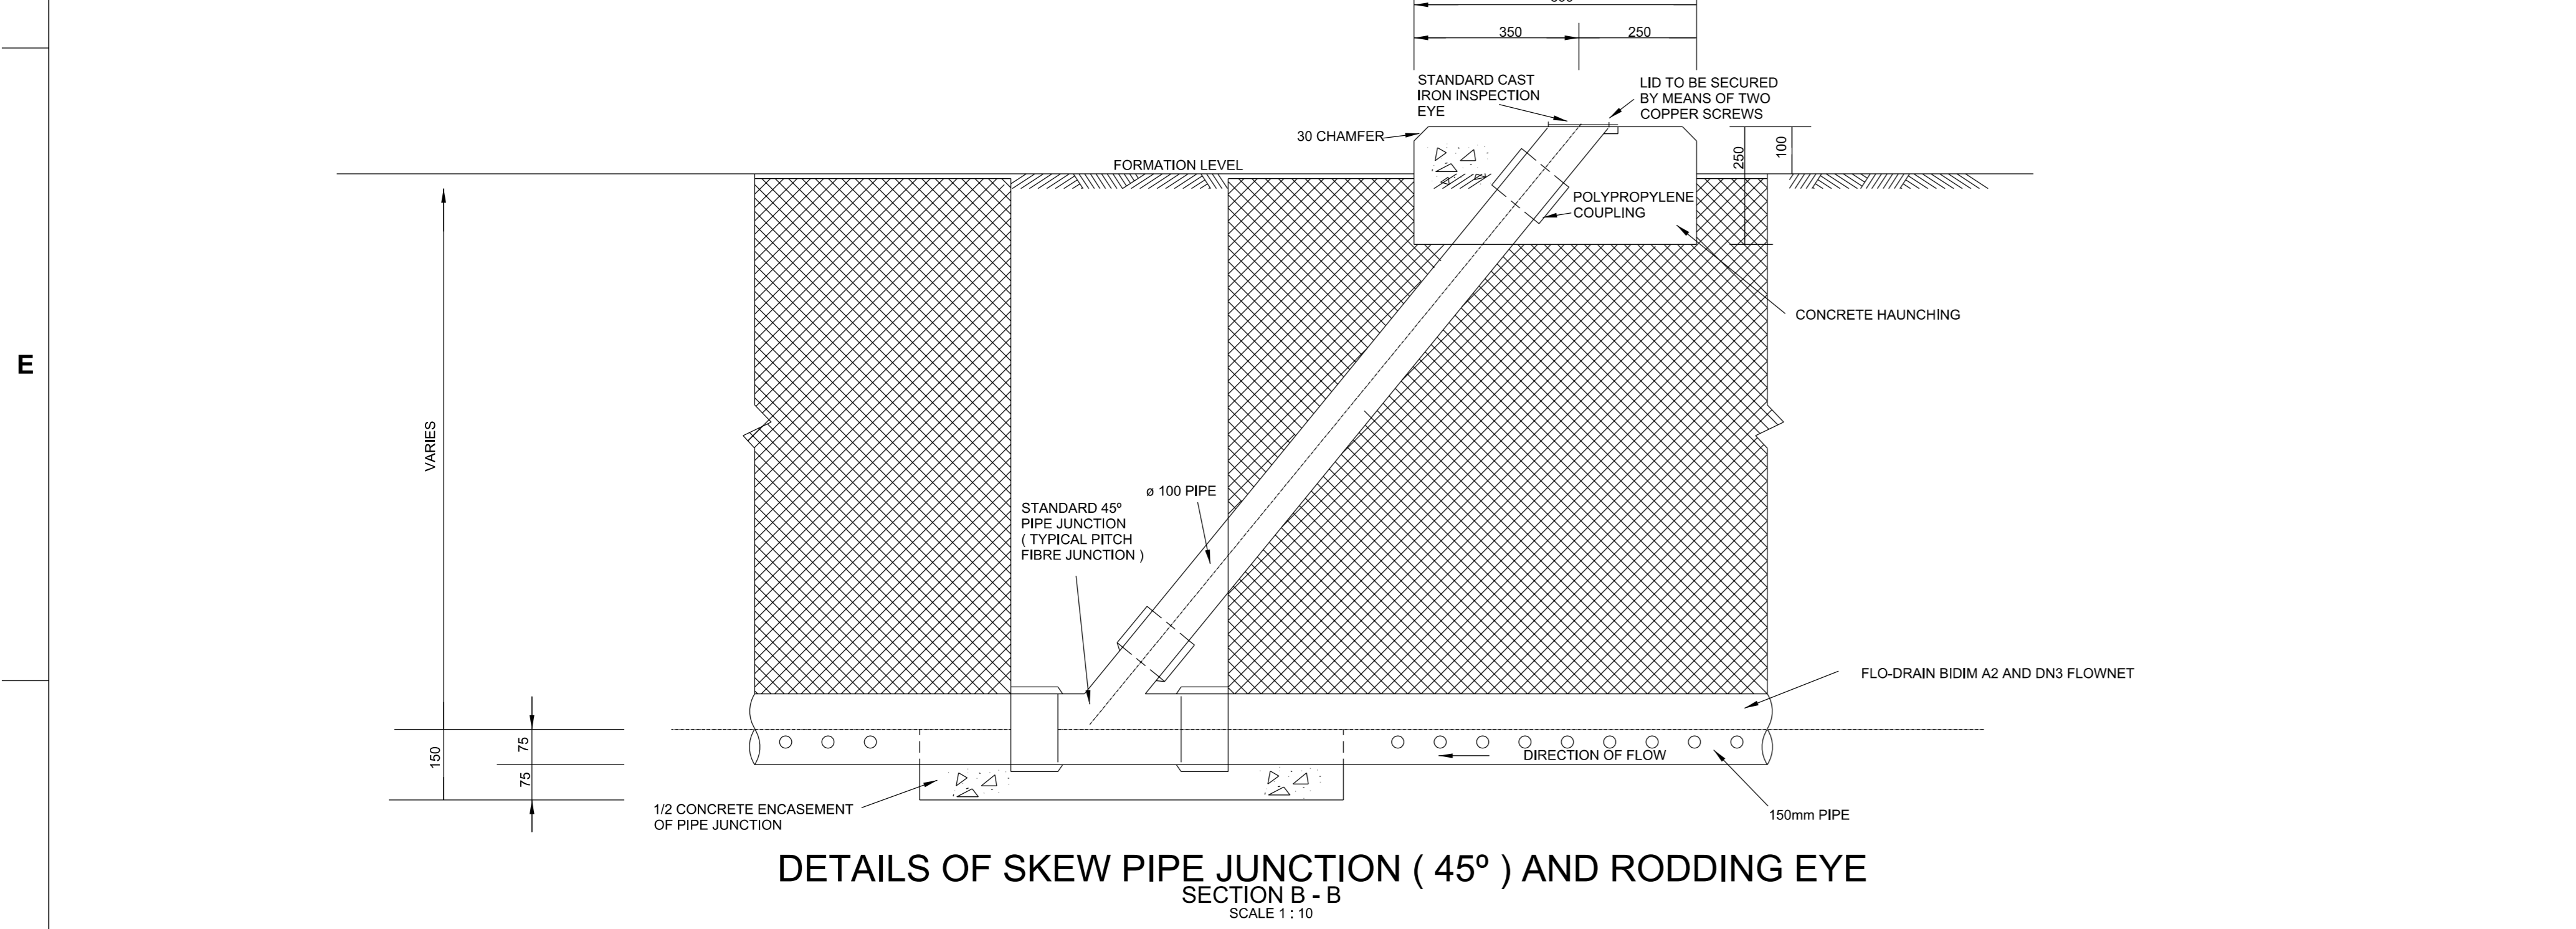 350
250
STANDARD CAST
IRON INSPECTION
EYE
LID TO BE SECURED
BY MEANS OF TWO
COPPER SCREWS
30 CHAMFER
FORMATION LEVEL
250
100
POLYPROPYLENE
COUPLING
CONCRETE HAUNCHING
E
VARIES
ø 100 PIPE
STANDARD 45º
PIPE JUNCTION
( TYPICAL PITCH
FIBRE JUNCTION )
FLO-DRAIN BIDIM A2 AND DN3 FLOWNET
150
75
75
DIRECTION OF FLOW
1/2 CONCRETE ENCASEMENT
OF PIPE JUNCTION
150mm PIPE
DETAILS OF SKEW PIPE JUNCTION ( 45º ) AND RODDING EYE
SECTION B - B
SCALE 1 : 10